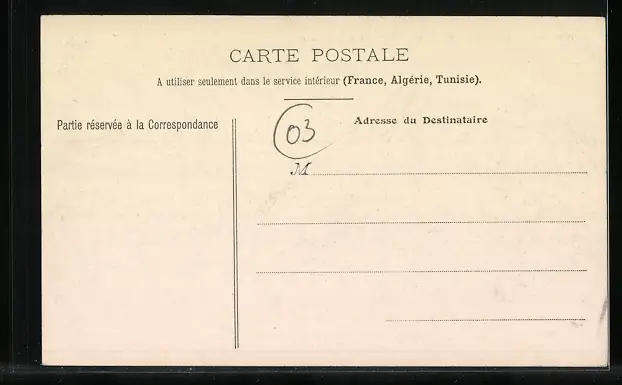 CARTE POSTALE
A utiliser seulement dans le service intérieur (France, Algérie, Tunisie).
Partie réservée à la Correspondance
03
Adresse du Destinataire
M